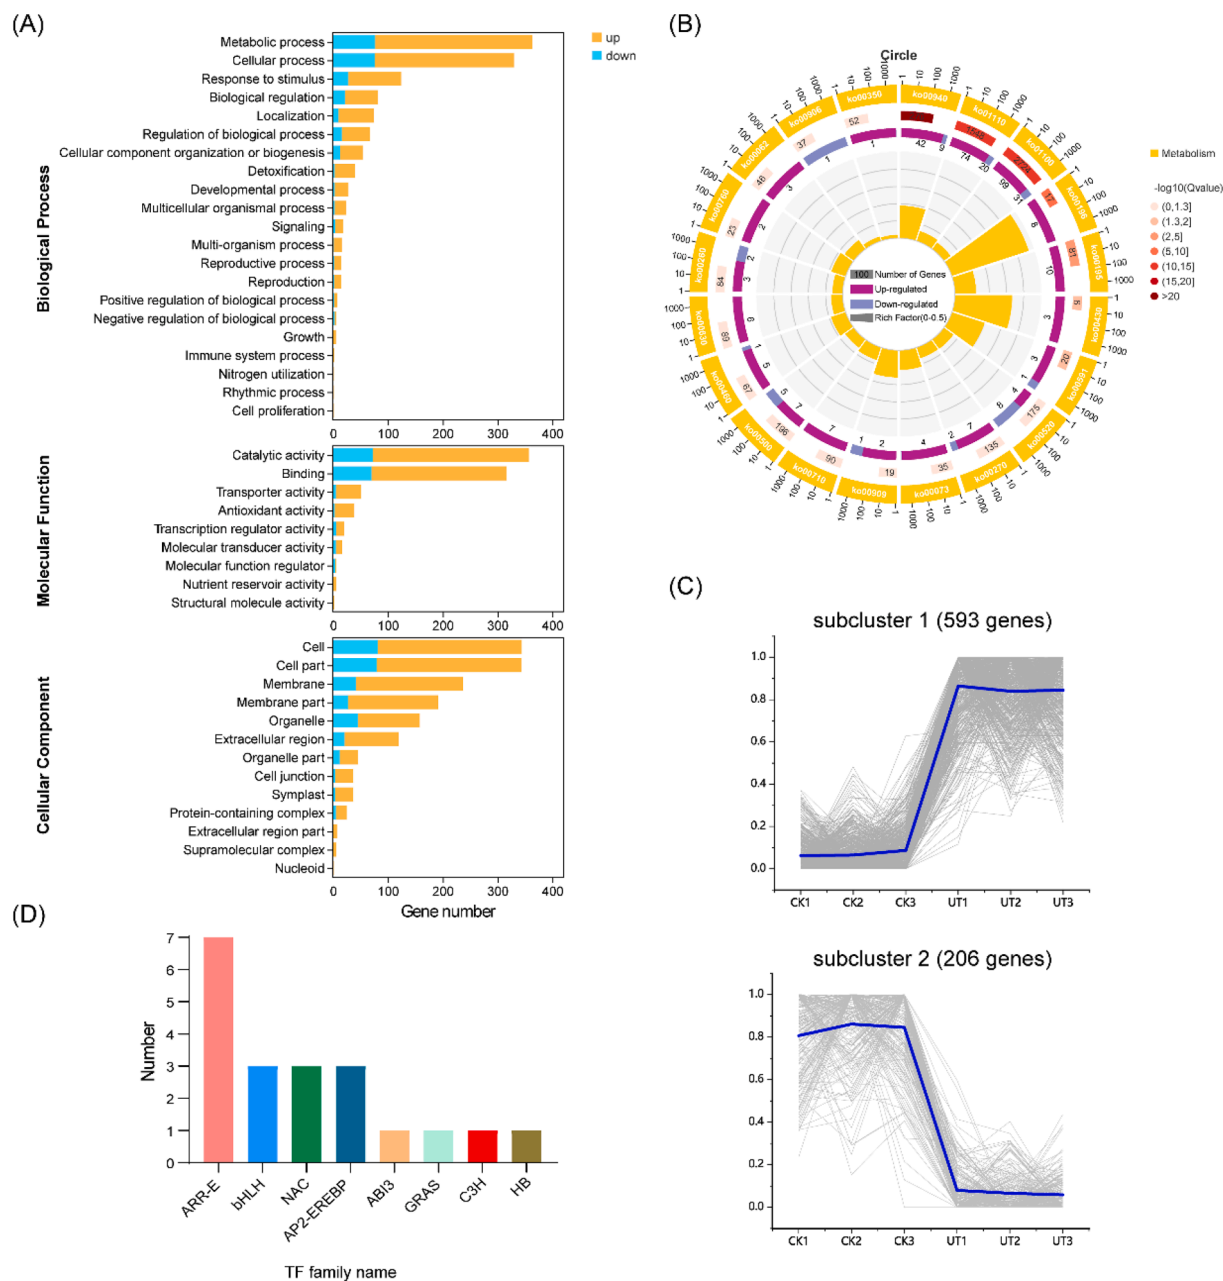 (A)
up
down
Biological Process
Metabolic process
Cellular process
Response to stimulus
Biological regulation
Localization
Regulation of biological process
Cellular component organization or biogenesis
Detoxification
Developmental process
Multicellular organismal process
Signaling
Multi-organism process
Reproductive process
Reproduction
Positive regulation of biological process
Negative regulation of biological process
Growth
Immune system process
Nitrogen utilization
Rhythmic process
Cell proliferation
0 100 200 300 400
Molecular Function
Catalytic activity
Binding
Transporter activity
Antioxidant activity
Transcription regulator activity
Molecular transducer activity
Molecular function regulator
Nutrient reservoir activity
Structural molecule activity
0 100 200 300 400
Cellular Component
Cell
Cell part
Membrane
Membrane part
Organelle
Extracellular region
Organelle part
Cell junction
Symplast
Protein-containing complex
Extracellular region part
Supramolecular complex
Nucleoid
0 100 200 300 400
Gene number
(B)
Circle
ko00940
ko01110
ko01100
ko00196
ko00195
ko00430
ko00591
ko00520
ko00270
ko00073
ko00909
ko00710
ko00500
ko00460
ko00930
ko00260
ko00760
ko00062
ko00906
ko00350
100 Number of Genes
Up-regulated
Down-regulated
Rich Factor(0-0.5)
Metabolism
-log10(Qvalue)
(0,1.3]
(1.3,2]
(2,5]
(5,10]
(10,15]
(15,20]
>20
(C)
subcluster 1 (593 genes)
1.0
0.8
0.6
0.4
0.2
0.0
CK1 CK2 CK3 UT1 UT2 UT3
subcluster 2 (206 genes)
1.0
0.8
0.6
0.4
0.2
0.0
CK1 CK2 CK3 UT1 UT2 UT3
(D)
Number
7
6
5
4
3
2
1
0
ARR-E
bHLH
NAC
AP2-EREBP
ABI3
GRAS
C3H
HB
TF family name